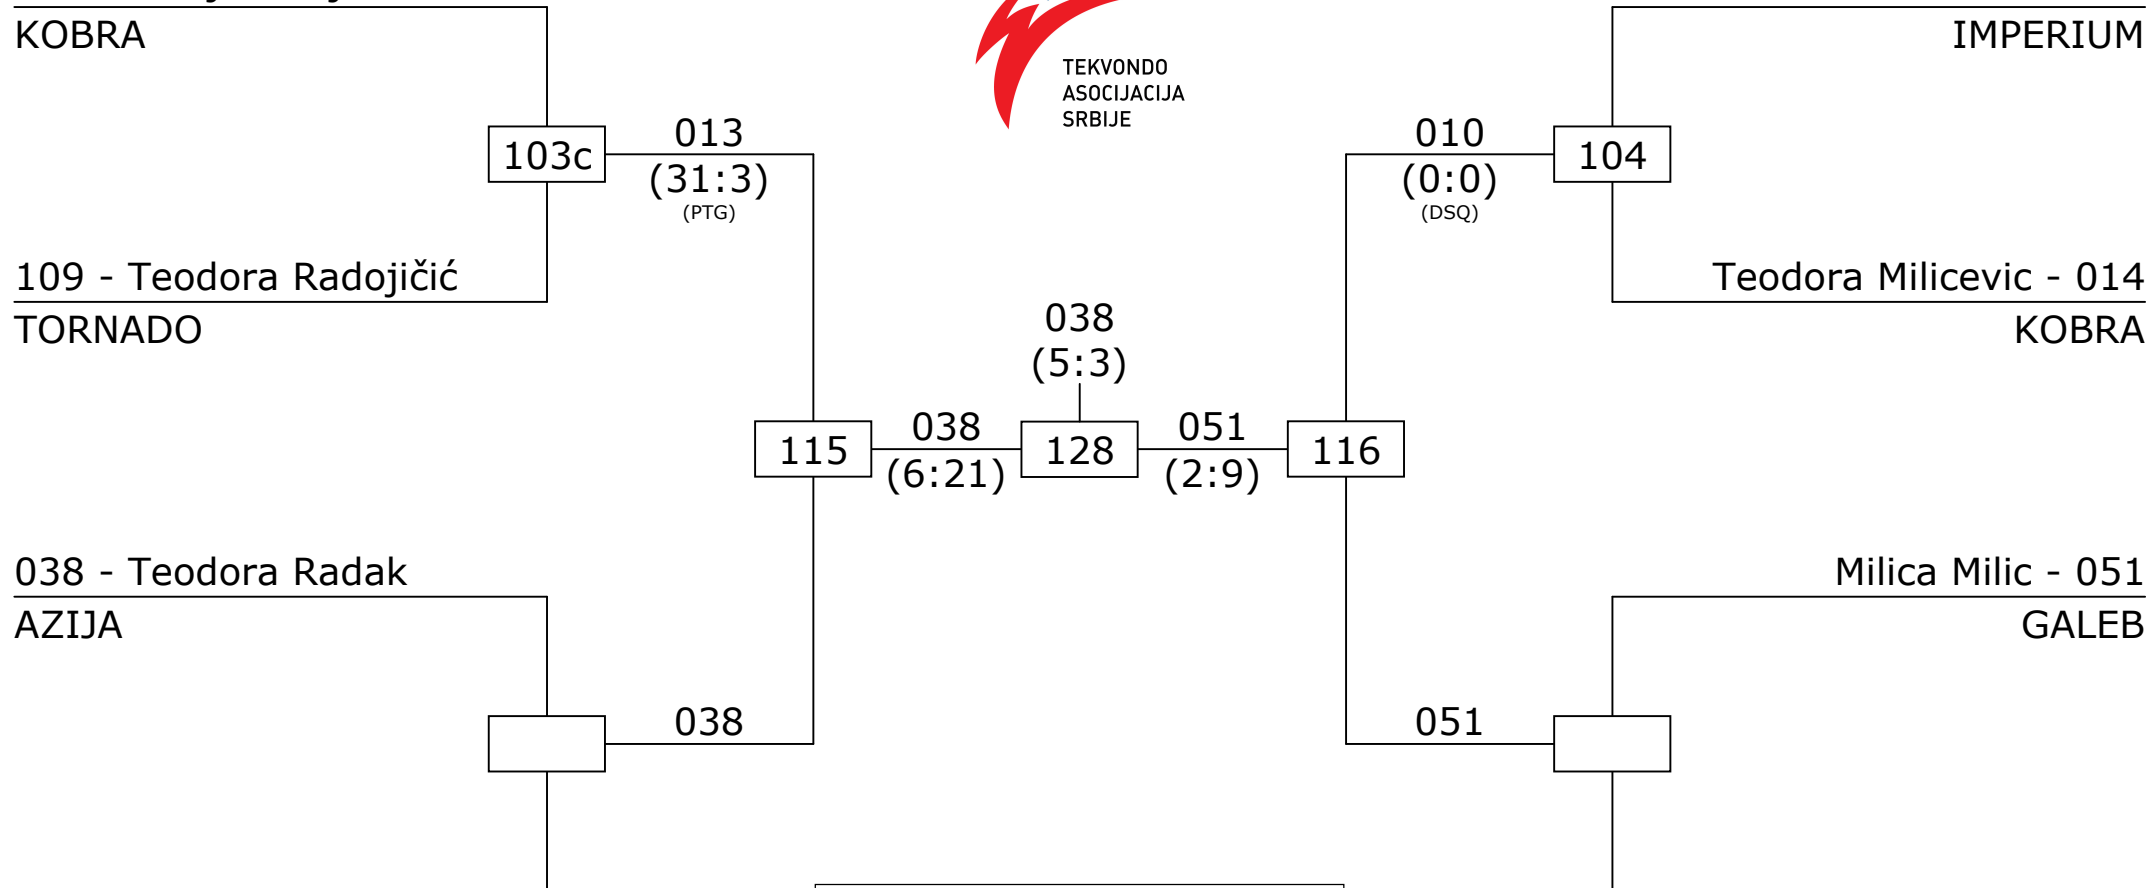 KOBRA
IMPERIUM
TEKVONDO
ASOCIJACIJA
SRBIJE
103c
013
(31:3)
(PTG)
010
(0:0)
(DSQ)
104
109 - Teodora Radojičić
TORNADO
Teodora Milicevic - 014
KOBRA
038
(5:3)
115
038
(6:21)
128
051
(2:9)
116
038 - Teodora Radak
AZIJA
Milica Milic - 051
GALEB
038
051